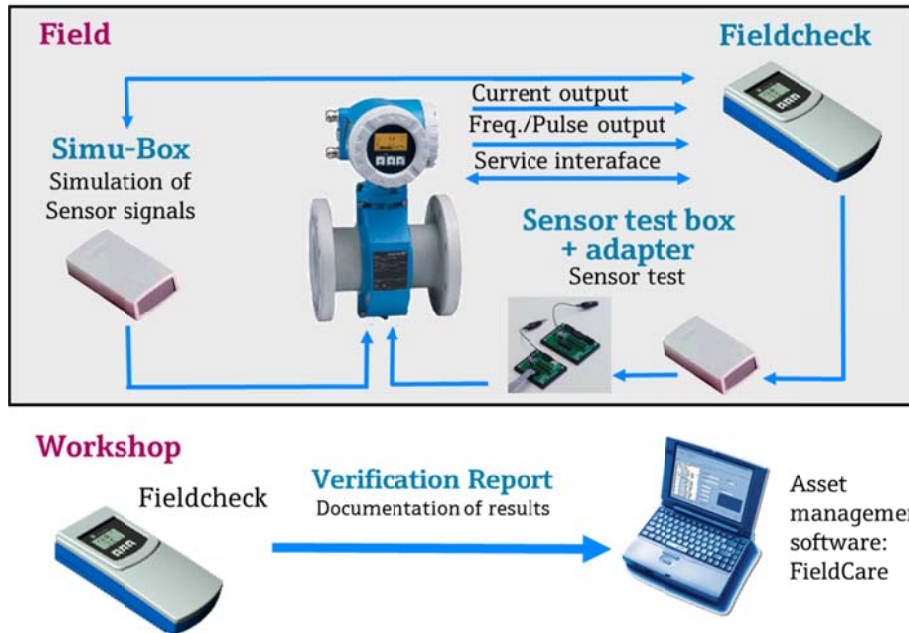 Field
Fieldcheck
Current output
Freq./Pulse output
Service interaface
Simu-Box
Simulation of
Sensor signals
Sensor test box
+ adapter
Sensor test
Workshop
Fieldcheck
Verification Report
Documentation of results
Asset
managemen
software:
FieldCare